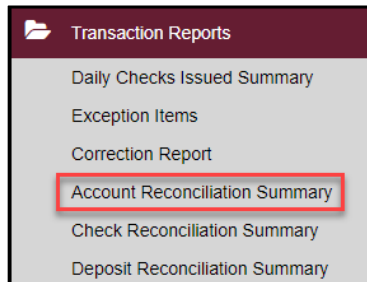 Transaction Reports
Daily Checks Issued Summary
Exception Items
Correction Report
Account Reconciliation Summary
Check Reconciliation Summary
Deposit Reconciliation Summary